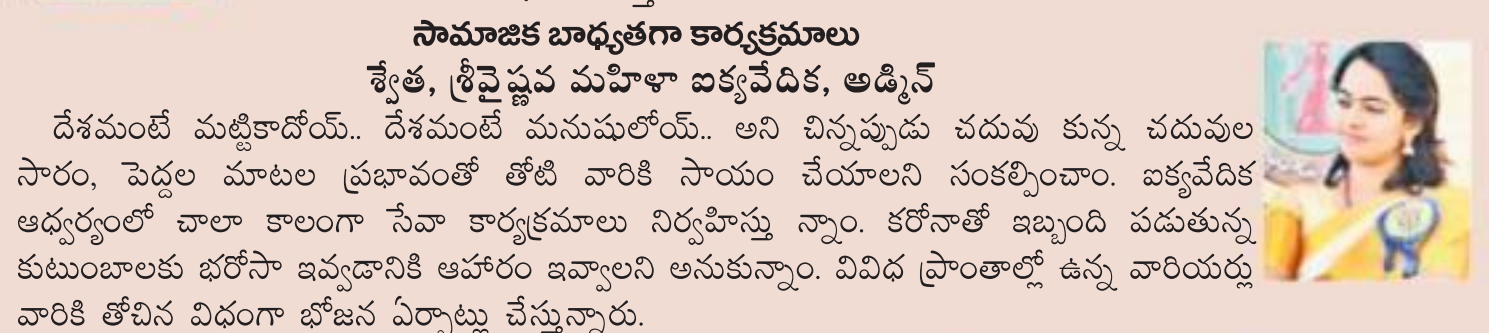 సామాజిక బాధ్యతగా కార్యక్రమాలు
శ్వేత, శ్రీవైష్ణవ మహిళా ఐక్యవేదిక, అడ్మిన్
దేశమంటే మట్టికాదోయ్.. దేశమంటే మనుషులోయ్.. అని చిన్నప్పుడు చదువు కున్న చదువుల
సారం, పెద్దల మాటల ప్రభావంతో తోటి వారికి సాయం చేయాలని సంకల్పించాం. ఐక్యవేదిక
ఆధ్వర్యంలో చాలా కాలంగా సేవా కార్యక్రమాలు నిర్వహిస్తు న్నాం. కరోనాతో ఇబ్బంది పడుతున్న
కుటుంబాలకు భరోసా ఇవ్వడానికి ఆహారం ఇవ్వాలని అనుకున్నాం. వివిధ ప్రాంతాల్లో ఉన్న వారియర్లు
వారికి తోచిన విధంగా భోజన ఏర్పాట్లు చేస్తున్నారు.